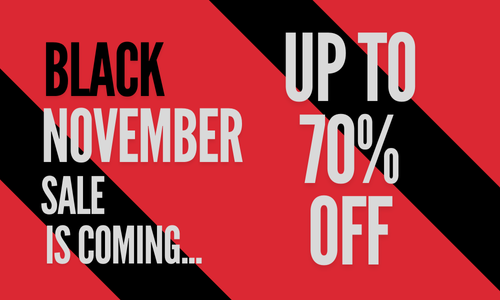 BLACK
NOVEMBER
SALE
IS COMING...
UP TO
70%
OFF